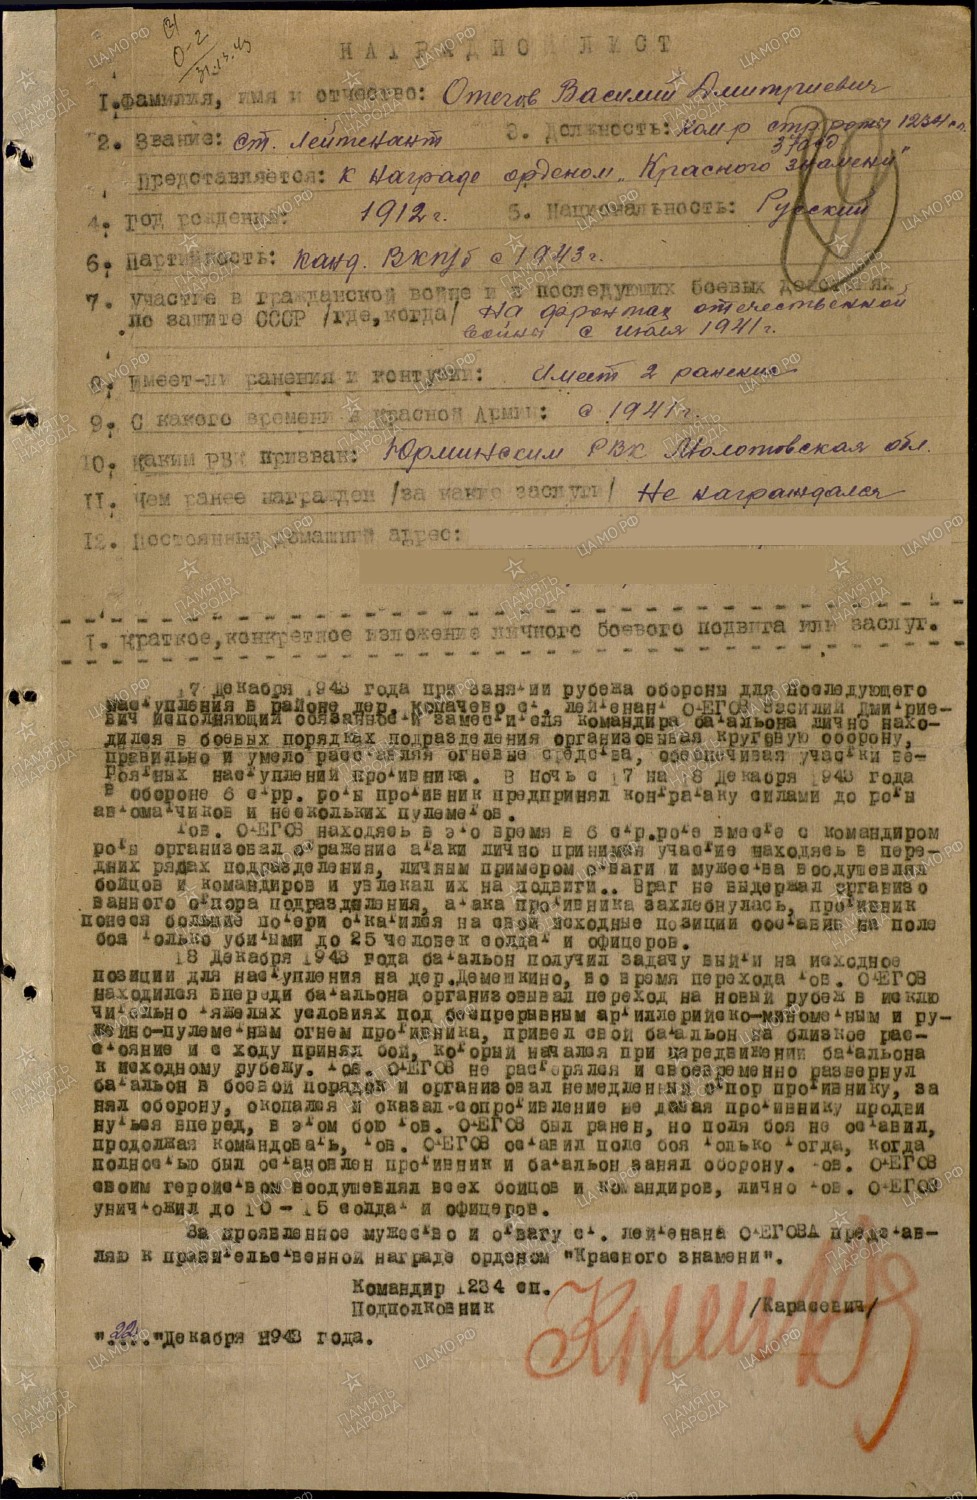 О-2
31.13.43
НАГРАДНОЙ ЛИСТ
1. Фамилия, имя и отчество: Отегов Василий Дмитриевич
2. Звание: ст. лейтенант 3. Должность: Ком-р стр роты 1234 сп.
37 осд
Представляется: к награде орденом „Красного знамени"
4. Год рождения: 1912 г. 5. Национальность: Русский
6. Партийность: канд. ВКП/б с 1943 г.
7. участие в гражданской войне и в последующих боевых действиях
по защите СССР /где, когда/ На фронтах отечественной
войны с июля 1941 г.
8. имеет-ли ранения и контузии: Имеет 2 ранения
9. С какого времени в красной Армии: с 1941 г.
10. каким РВК призван: Юрминским РВК Молотовская обл.
11. Чем ранее награжден /за какие заслуги/ Не награждался
12. Постоянный домашний адрес:
1. Краткое, конкретное изложение личного боевого подвига или заслуг.
17 декабря 1943 года при занятии рубежа обороны для последующего
наступления в районе дер. копачево ст. лейтенант ОТЕГОВ Василий Дмитрие-
вич исполняющий обязанности заместителя командира батальона лично нахо-
дился в боевых порядках подразделения организовывая круговую оборону,
правильно и умело расставляя огневые средства, обеспечивая участки ве-
роятных наступлений противника. В ночь с 17 на 18 декабря 1943 года
в обороне 6 стрр. роты противник предпринял контратаку силами до роты
автоматчиков и нескольких пулеметов.
Тов. ОТЕГОВ находясь в это время в 6 стр.роте вместе с командиром
роты организовал отражение атаки лично принимая участие находясь в пере-
дних рядах подразделения, личным примером отваги и мужества воодушевлял
бойцов и командиров и увлекал их на подвиги.. Враг не выдержал организо
ванного отпора подразделения, атака противника захлебнулась, противник
понеся большие потери откатился на свои исходные позиции оставив на поле
боя только убитыми до 25 человек солдат и офицеров.
18 декабря 1943 года батальон получил задачу выйти на исходное
позиции для наступления на дер.Демешкино, во время перехода тов. ОТЕГОВ
находился впереди батальона организовывал переход на новый рубеж в исклю
чительно тяжелых условиях под беспрерывным артиллерийско-минометным и ру-
жейно-пулеметным огнем противника, привел свой батальон на близкое рас-
стояние и с ходу принял бой, который начался при передвижении батальона
к исходному рубежу. Тов. ОТЕГОВ не растерялся и своевременно развернул
батальон в боевой порядок и организовал немедленный отпор противнику, за
нял оборону, окопался и оказал сопротивление не давая противнику продви
нуться вперед, в этом бою тов. ОТЕГОВ был ранен, но поля боя не оставил,
продолжая командовать, тов. ОТЕГОВ оставил поле боя только тогда, когда
полностью был остановлен противник и батальон занял оборону. Тов. ОТЕГОВ
своим геройством воодушевлял всех бойцов и командиров, лично тов. ОТЕГОВ
уничтожил до 10 - 15 солдат и офицеров.
За проявленное мужество и отвагу ст. лейтенана ОТЕГОВА представ-
ляю к правительственной награде орденом "Красного знамени".
Командир 1234 сп.
Подполковник /Карасевич/
"22"декабря 1943 года.